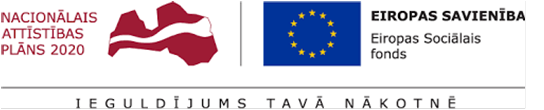 NACIONĀLAIS
ATTĪSTĪBAS
PLĀNS 2020
EIROPAS SAVIENĪBA
Eiropas Sociālais
fonds
IEGULDĪJUMS TAVĀ NĀKOTNĒ